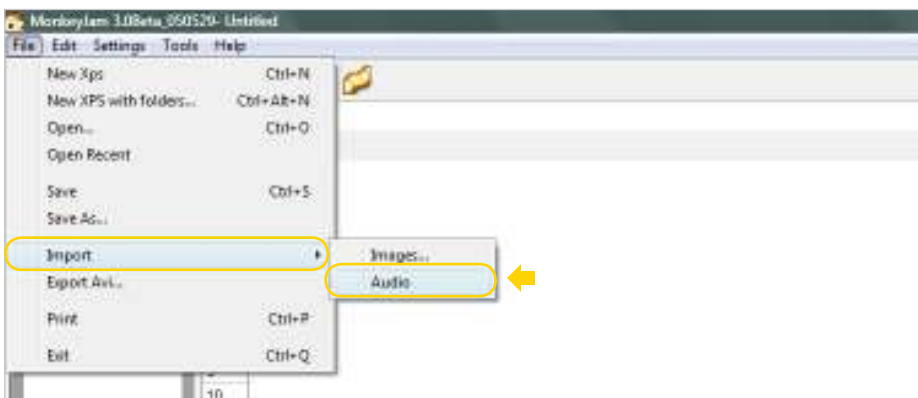 MonkeyJam 3.0Beta_050529- Untitled
File Edit Settings Tools Help
New Xps Ctrl+N
New XPS with folders... Ctrl+Alt+N
Open... Ctrl+O
Open Recent
Save Ctrl+S
Save As...
Import Images...
Export Avi... Audio
Print Ctrl+P
Exit Ctrl+Q
10